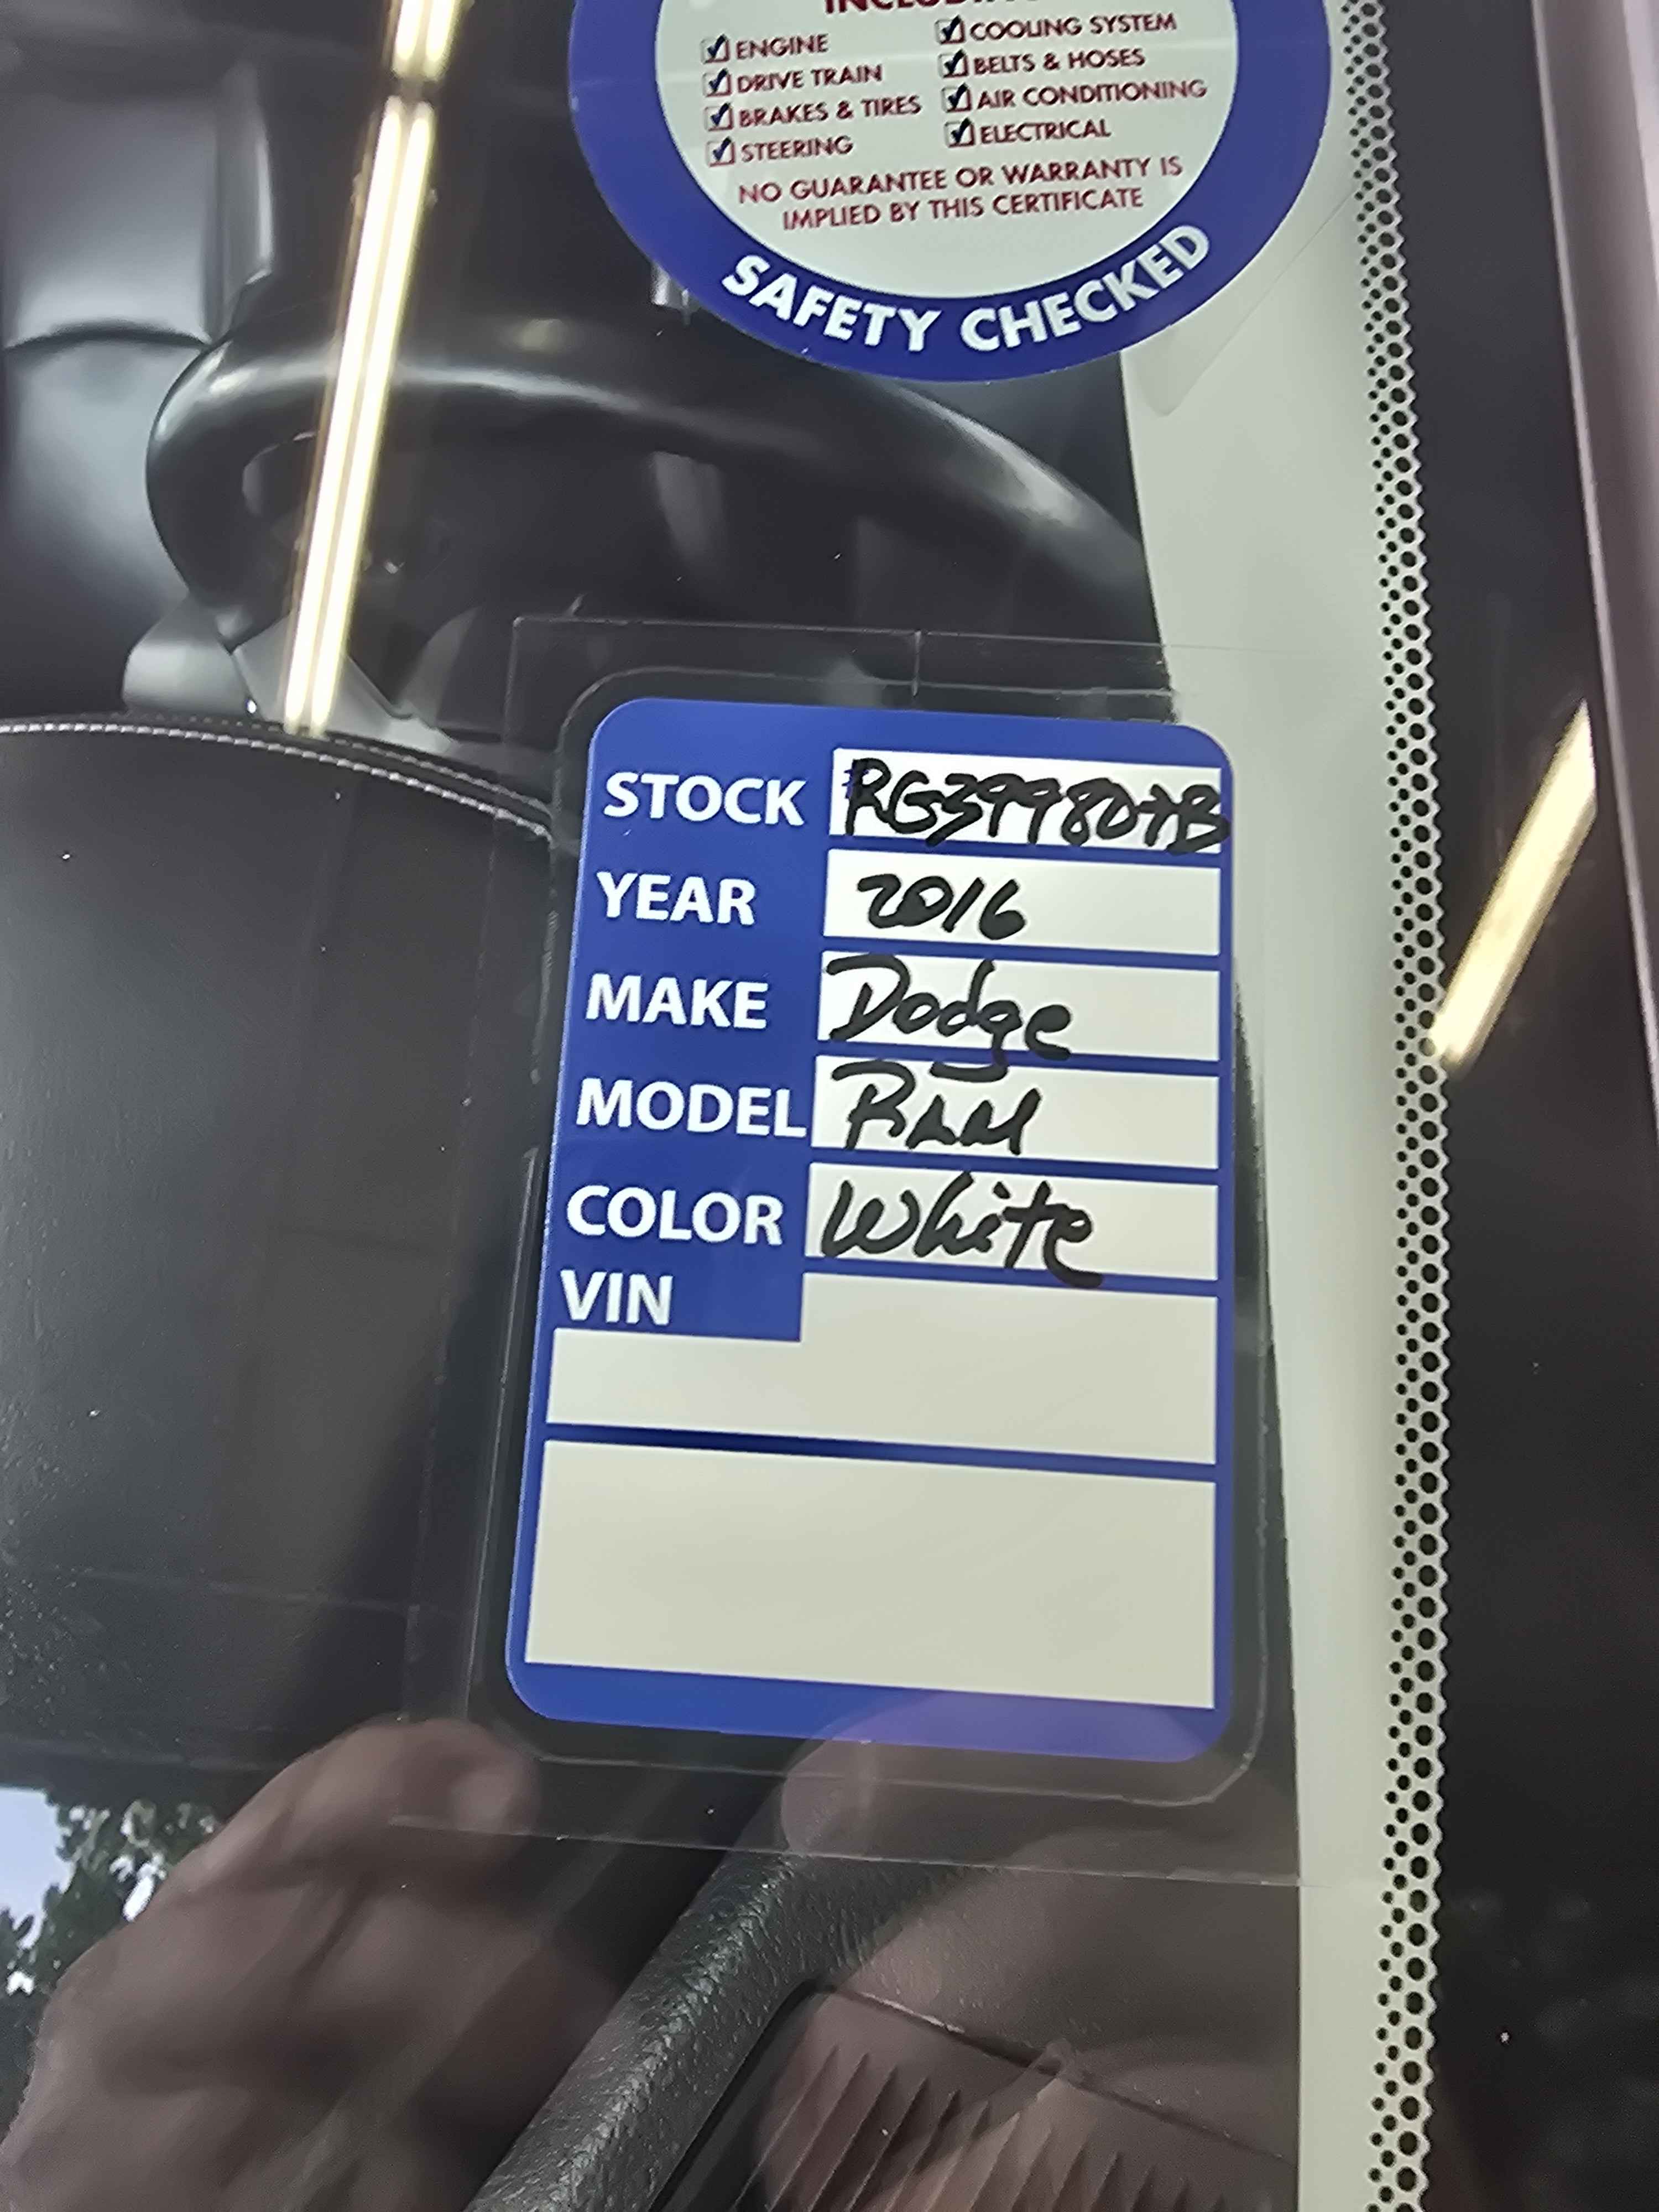 ENGINE
DRIVE TRAIN
BRAKES & TIRES
STEERING
COOLING SYSTEM
BELTS & HOSES
AIR CONDITIONING
ELECTRICAL
NO GUARANTEE OR WARRANTY IS
IMPLIED BY THIS CERTIFICATE
SAFETY CHECKED
STOCK RG399807B
YEAR 2016
MAKE Dodge
MODEL RAM
COLOR White
VIN